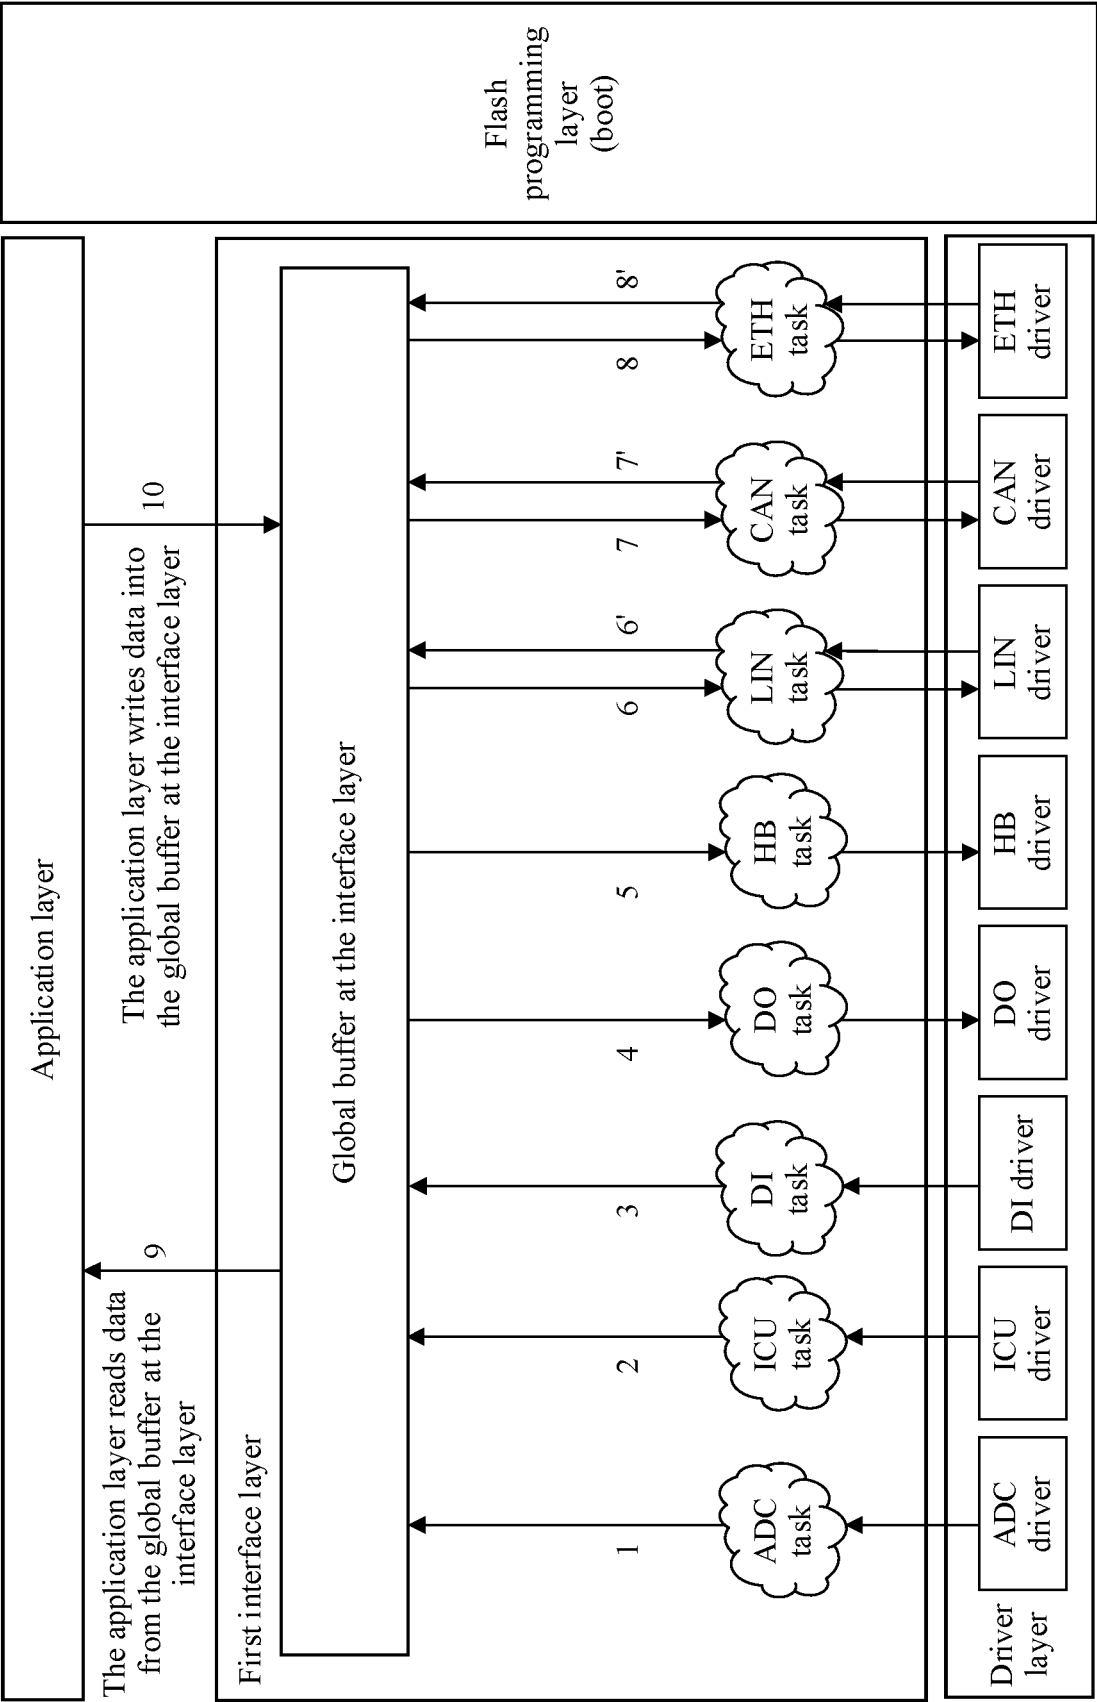 Application layer
The application layer reads data
from the global buffer at the
interface layer
9
The application layer writes data into
the global buffer at the interface layer
10
First interface layer
Global buffer at the interface layer
1
2
3
4
5
6
6'
7
7'
8
8'
ADC
task
ICU
task
DI
task
DO
task
HB
task
LIN
task
CAN
task
ETH
task
Driver
layer
ADC
driver
ICU
driver
DI driver
DO
driver
HB
driver
LIN
driver
CAN
driver
ETH
driver
Flash
programming
layer
(boot)